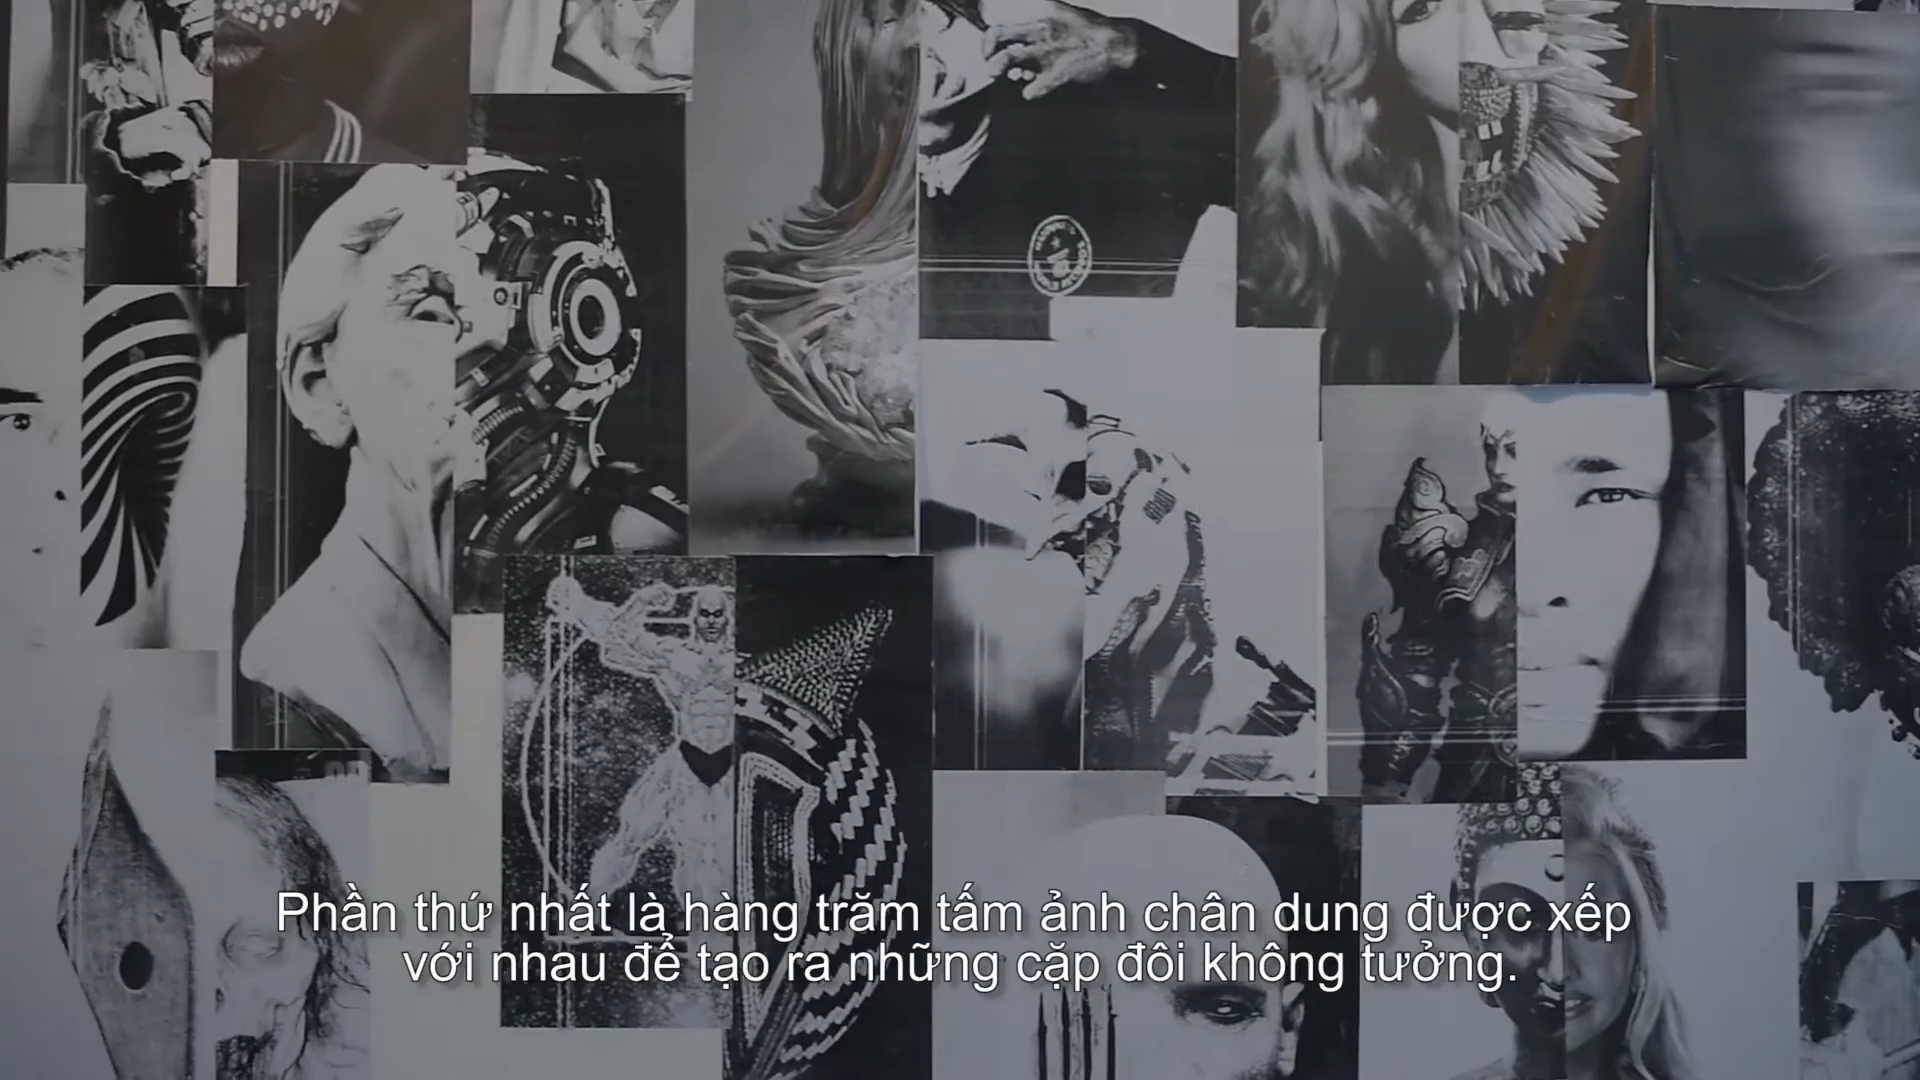 Phần thứ nhất là hàng trăm tấm ảnh chân dung được xếp
với nhau để tạo ra những cặp đôi không tưởng.